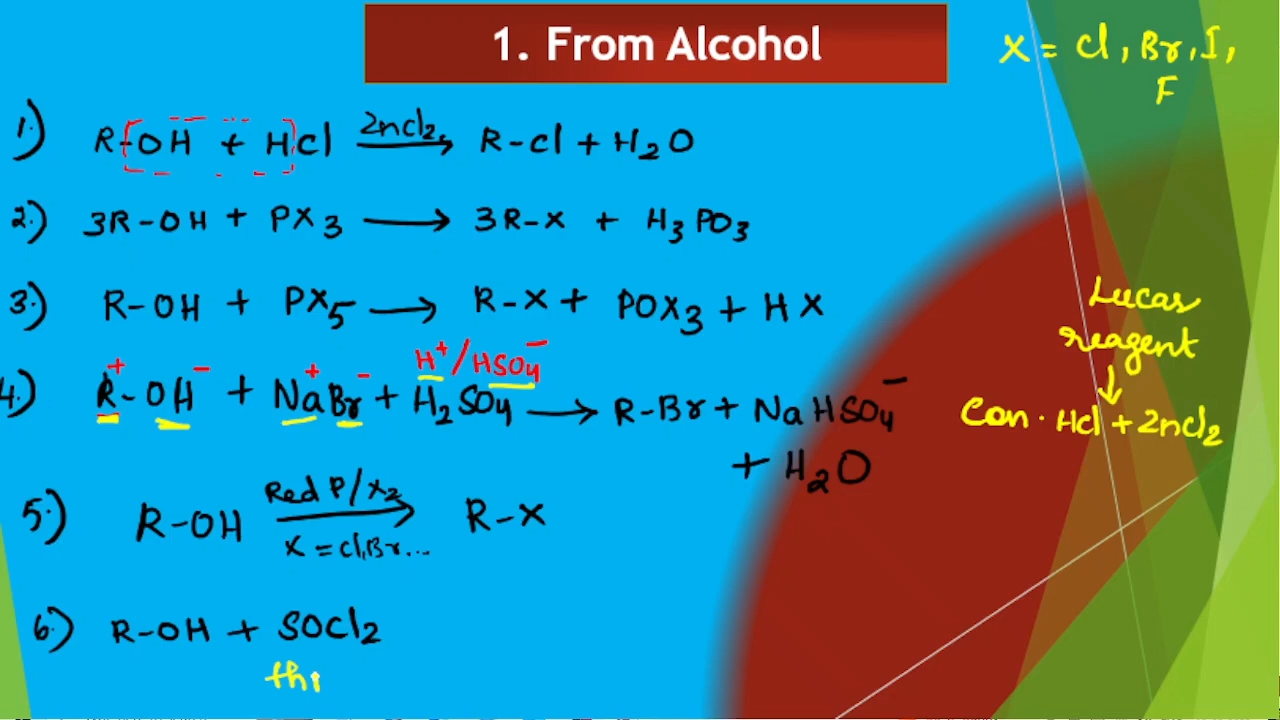 1. From Alcohol
X = Cl, Br, I,
F
1.) R-OH + HCl ZnCl2, R-Cl + H2O
2.) 3R-OH + PX3 → 3R-X + H3PO3
3.) R-OH + PX5 → R-X + POX3 + HX
Lucas
reagent
↓
Con. HCl + ZnCl2
+ - + - H+/HSO4-
4.) R-OH + NaBr + H2SO4 → R-Br + NaHSO4-
+ H2O
Red P/X2
5.) R-OH → R-X
X = Cl, Br...
6.) R-OH + SOCl2
thi